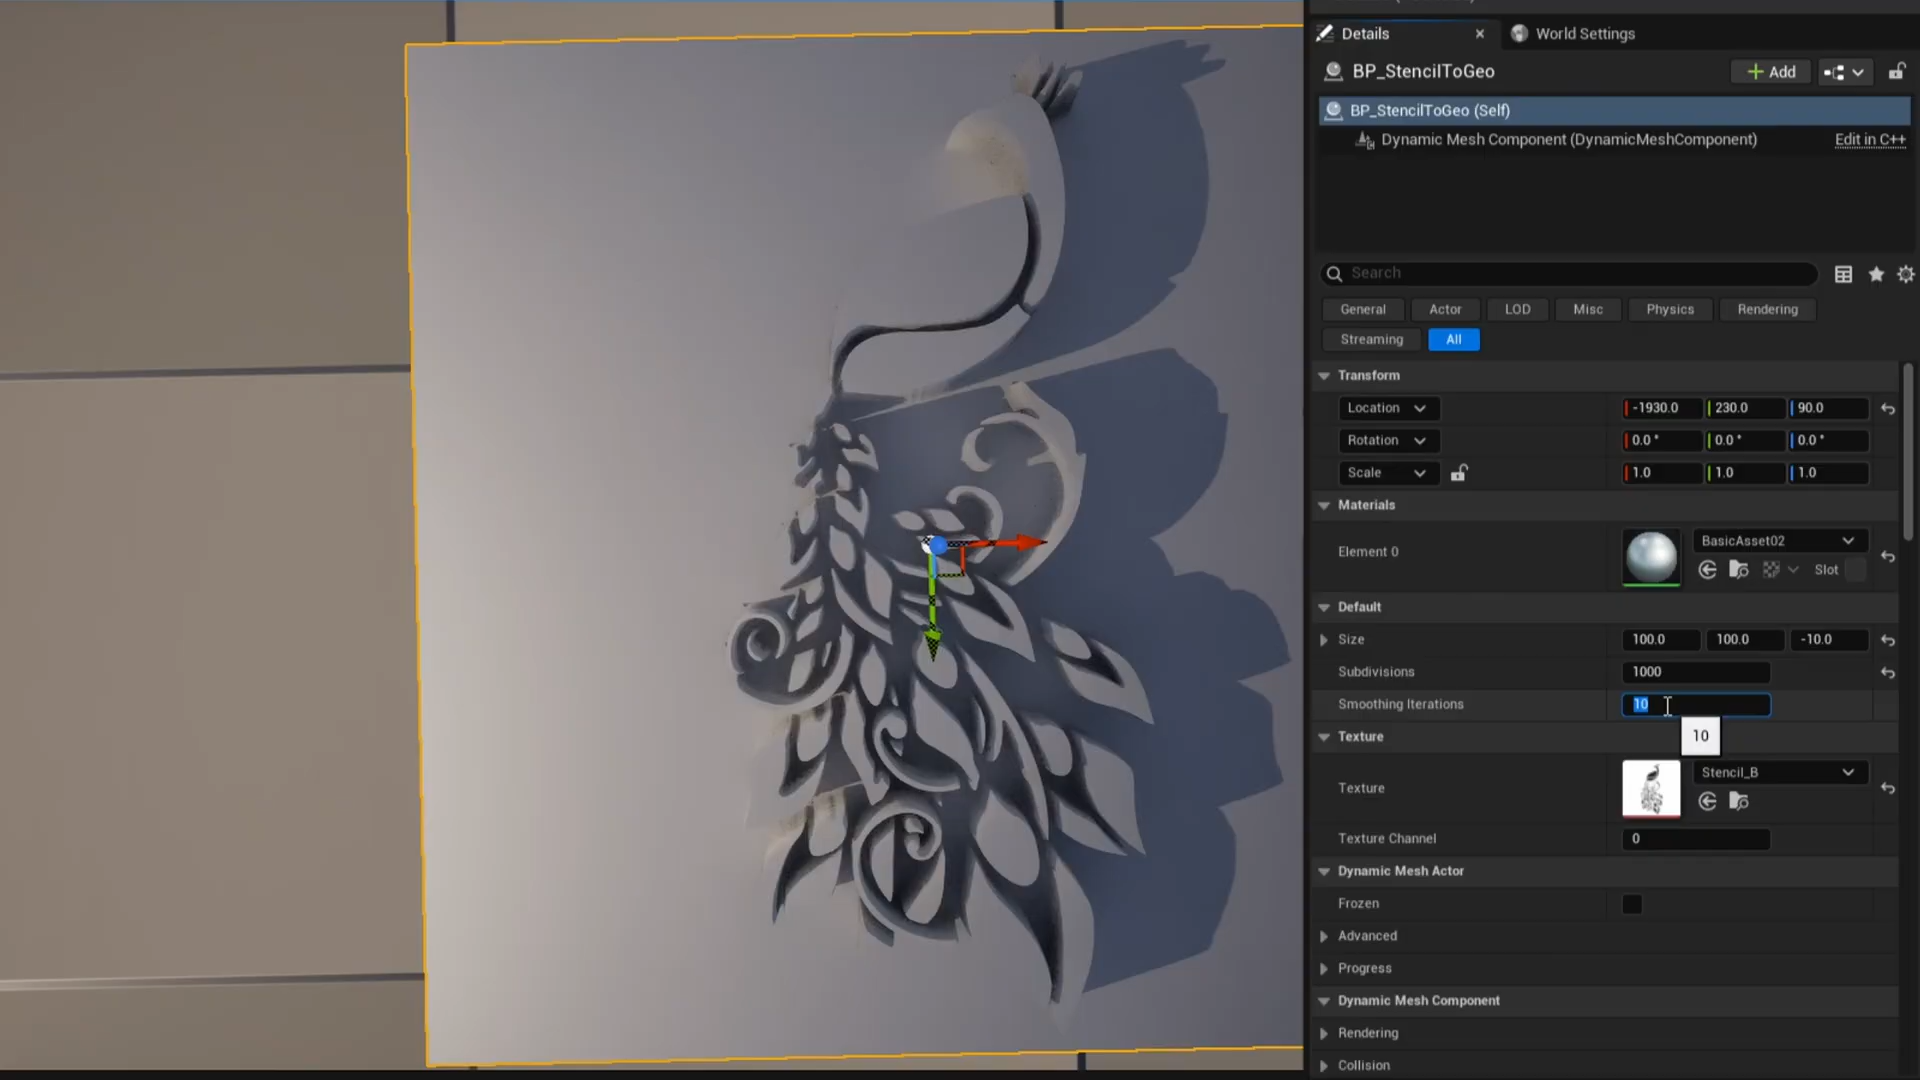 Details
World Settings
BP_StencilToGeo
Add
BP_StencilToGeo (Self)
Dynamic Mesh Component (DynamicMeshComponent)
Edit in C++
Search
General
Actor
LOD
Misc
Physics
Rendering
Streaming
All
Transform
Location
-1930.0
230.0
90.0
Rotation
0.0 °
0.0 °
0.0 °
Scale
1.0
1.0
1.0
Materials
Element 0
BasicAsset02
Slot
Default
Size
100.0
100.0
-10.0
Subdivisions
1000
Smoothing Iterations
10
10
Texture
Texture
Stencil_B
Texture Channel
0
Dynamic Mesh Actor
Frozen
Advanced
Progress
Dynamic Mesh Component
Rendering
Collision